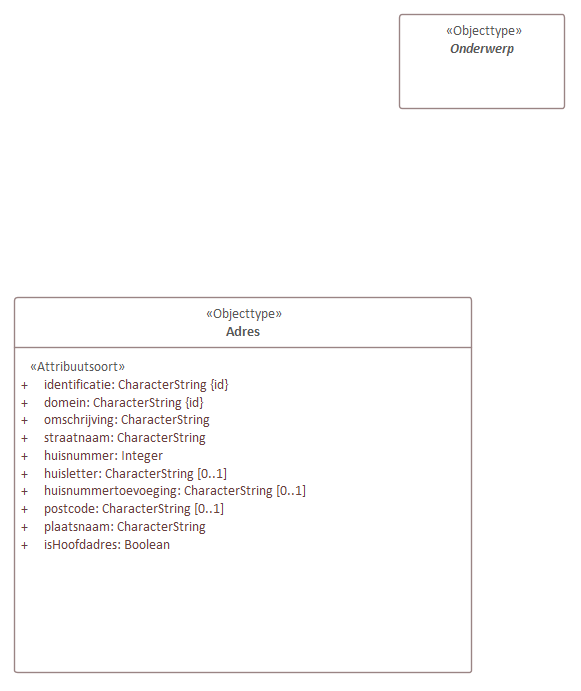 «Objecttype»
Onderwerp
«Objecttype»
Adres
«Attribuutsoort»
+ identificatie: CharacterString {id}
+ domein: CharacterString {id}
+ omschrijving: CharacterString
+ straatnaam: CharacterString
+ huisnummer: Integer
+ huisletter: CharacterString [0..1]
+ huisnummertoevoeging: CharacterString [0..1]
+ postcode: CharacterString [0..1]
+ plaatsnaam: CharacterString
+ isHoofdadres: Boolean